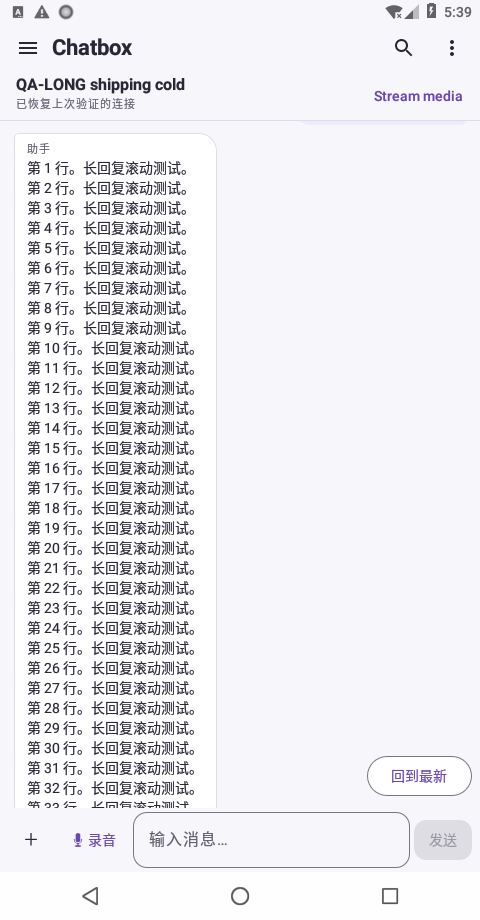 5:39
Chatbox
QA-LONG shipping cold
已恢复上次验证的连接
Stream media
助手
第 1 行。长回复滚动测试。
第 2 行。长回复滚动测试。
第 3 行。长回复滚动测试。
第 4 行。长回复滚动测试。
第 5 行。长回复滚动测试。
第 6 行。长回复滚动测试。
第 7 行。长回复滚动测试。
第 8 行。长回复滚动测试。
第 9 行。长回复滚动测试。
第 10 行。长回复滚动测试。
第 11 行。长回复滚动测试。
第 12 行。长回复滚动测试。
第 13 行。长回复滚动测试。
第 14 行。长回复滚动测试。
第 15 行。长回复滚动测试。
第 16 行。长回复滚动测试。
第 17 行。长回复滚动测试。
第 18 行。长回复滚动测试。
第 19 行。长回复滚动测试。
第 20 行。长回复滚动测试。
第 21 行。长回复滚动测试。
第 22 行。长回复滚动测试。
第 23 行。长回复滚动测试。
第 24 行。长回复滚动测试。
第 25 行。长回复滚动测试。
第 26 行。长回复滚动测试。
第 27 行。长回复滚动测试。
第 28 行。长回复滚动测试。
第 29 行。长回复滚动测试。
第 30 行。长回复滚动测试。
第 31 行。长回复滚动测试。
第 32 行。长回复滚动测试。
第 33 行。长回复滚动测试。
回到最新
录音
输入消息...
发送